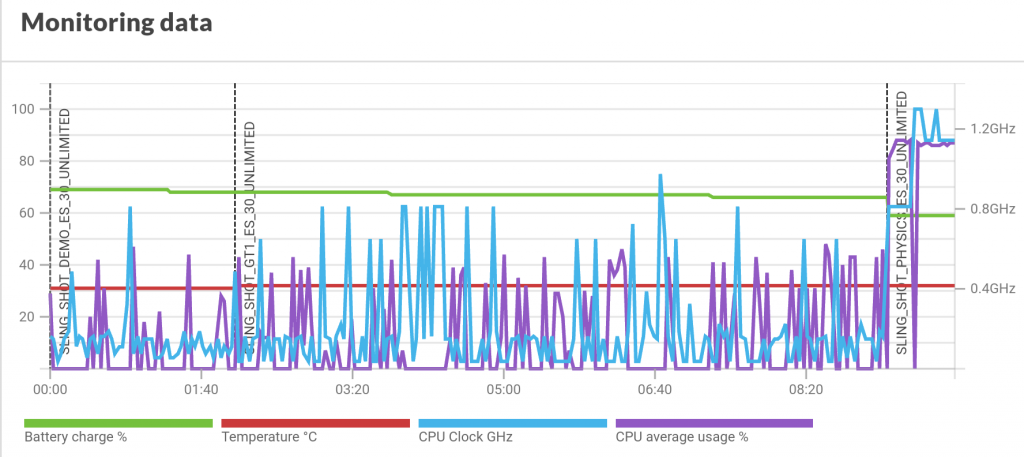 Monitoring data
100
80
60
40
20
1.2GHz
0.8GHz
0.4GHz
SLING_SHOT_DEMO_ES_30_UNLIMITED
SLING_SHOT_GT1_ES_30_UNLIMITED
SLING_SHOT_PHYSICS_ES_30_UNLIMITED
00:00 01:40 03:20 05:00 06:40 08:20
Battery charge % Temperature °C CPU Clock GHz CPU average usage %